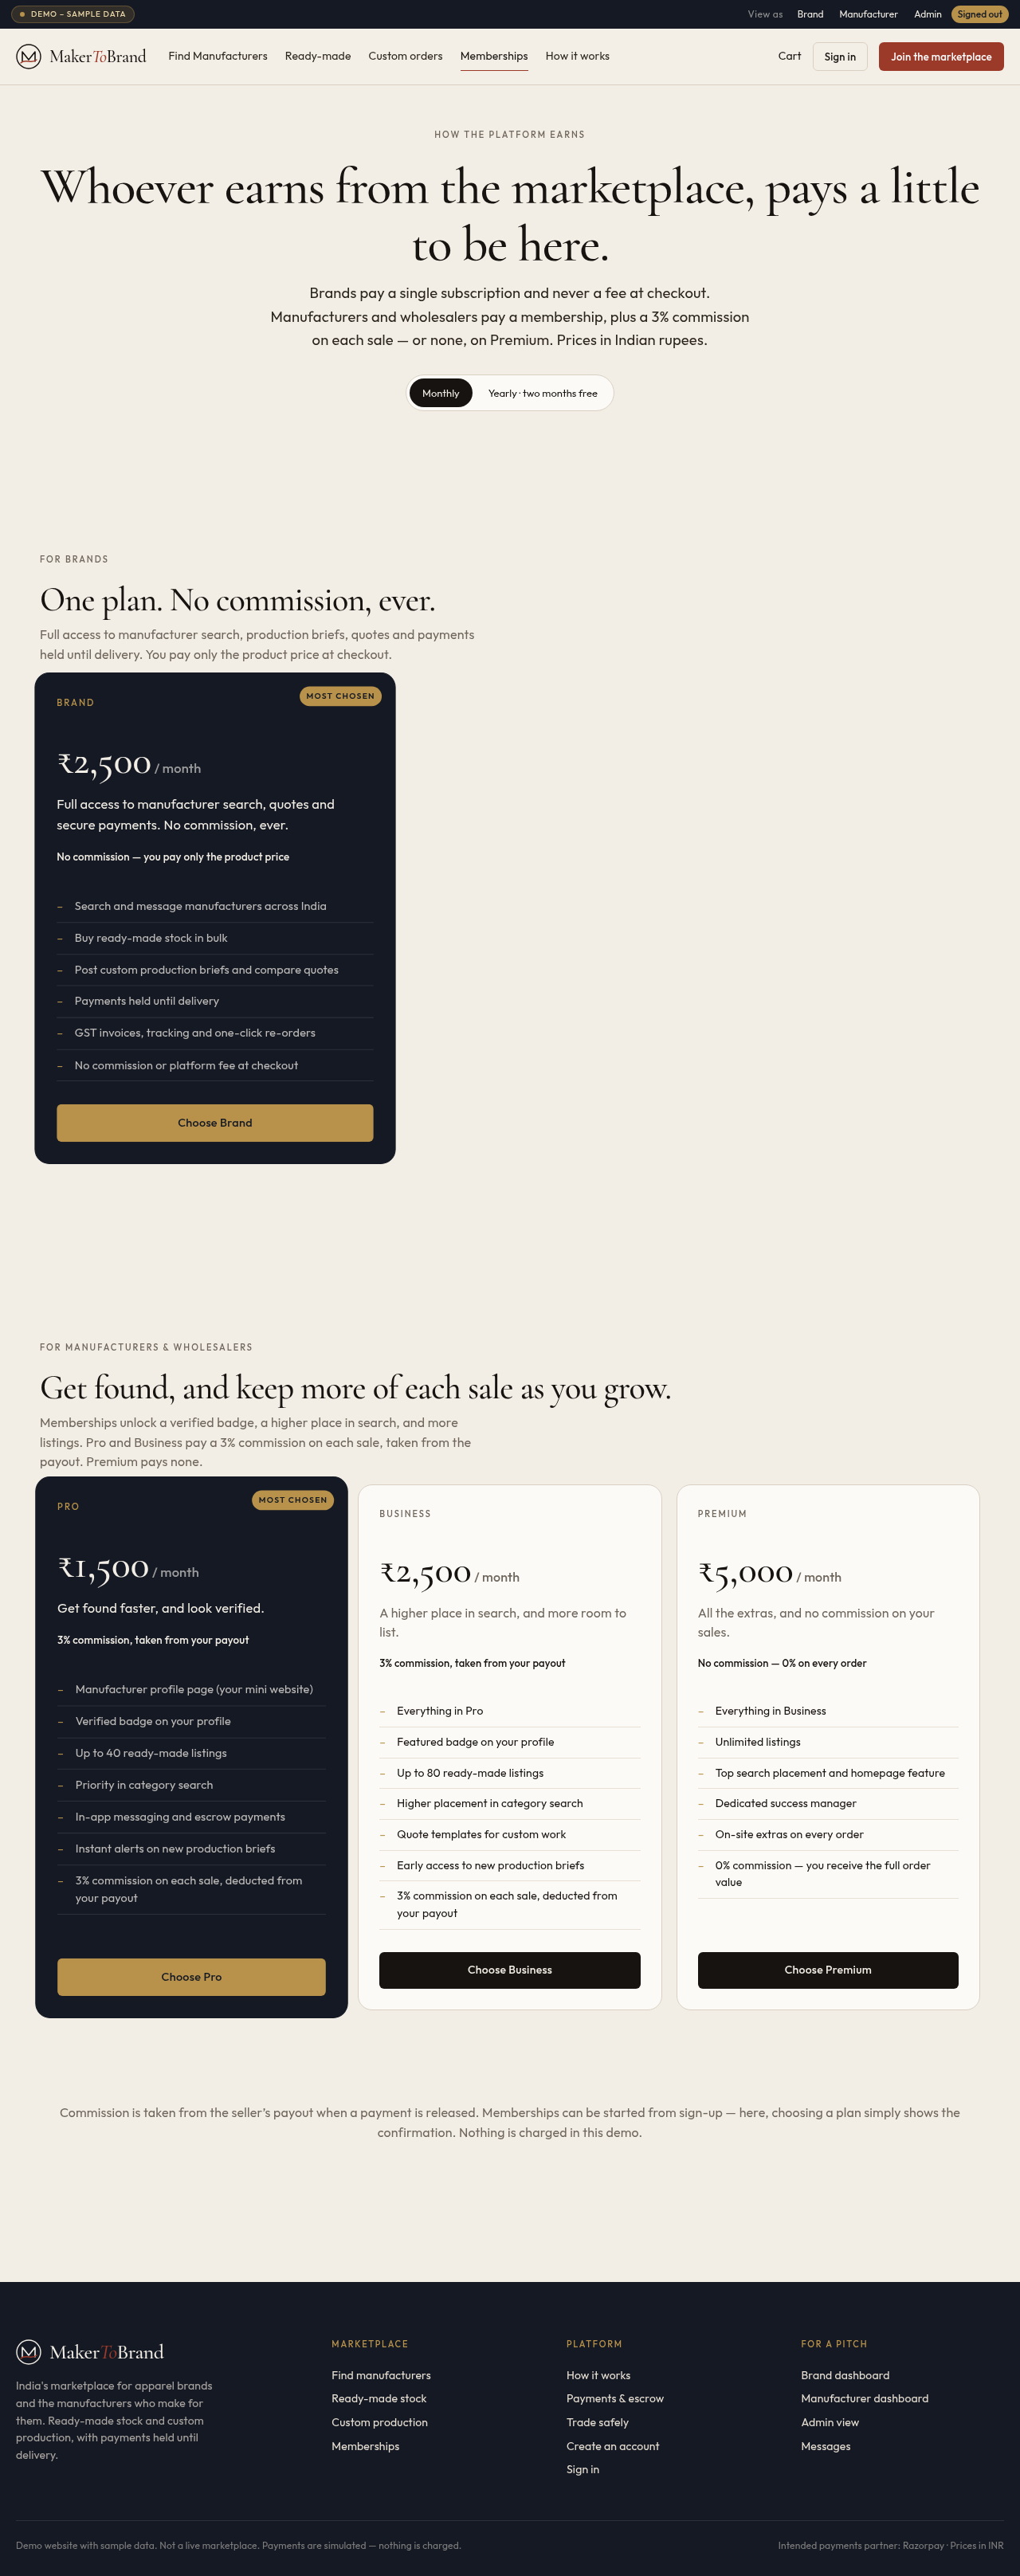 DEMO – SAMPLE DATA
View as Brand Manufacturer Admin Signed out
MakerToBrand Find Manufacturers Ready-made Custom orders Memberships How it works Cart Sign in Join the marketplace
HOW THE PLATFORM EARNS
Whoever earns from the marketplace, pays a little
to be here.
Brands pay a single subscription and never a fee at checkout.
Manufacturers and wholesalers pay a membership, plus a 3% commission
on each sale — or none, on Premium. Prices in Indian rupees.
Monthly Yearly · two months free
FOR BRANDS
One plan. No commission, ever.
Full access to manufacturer search, production briefs, quotes and payments
held until delivery. You pay only the product price at checkout.
BRAND
MOST CHOSEN
₹2,500 / month
Full access to manufacturer search, quotes and
secure payments. No commission, ever.
No commission — you pay only the product price
– Search and message manufacturers across India
– Buy ready-made stock in bulk
– Post custom production briefs and compare quotes
– Payments held until delivery
– GST invoices, tracking and one-click re-orders
– No commission or platform fee at checkout
Choose Brand
FOR MANUFACTURERS & WHOLESALERS
Get found, and keep more of each sale as you grow.
Memberships unlock a verified badge, a higher place in search, and more
listings. Pro and Business pay a 3% commission on each sale, taken from the
payout. Premium pays none.
PRO
MOST CHOSEN
₹1,500 / month
Get found faster, and look verified.
3% commission, taken from your payout
– Manufacturer profile page (your mini website)
– Verified badge on your profile
– Up to 40 ready-made listings
– Priority in category search
– In-app messaging and escrow payments
– Instant alerts on new production briefs
– 3% commission on each sale, deducted from
your payout
Choose Pro
BUSINESS
₹2,500 / month
A higher place in search, and more room to
list.
3% commission, taken from your payout
– Everything in Pro
– Featured badge on your profile
– Up to 80 ready-made listings
– Higher placement in category search
– Quote templates for custom work
– Early access to new production briefs
– 3% commission on each sale, deducted from
your payout
Choose Business
PREMIUM
₹5,000 / month
All the extras, and no commission on your
sales.
No commission — 0% on every order
– Everything in Business
– Unlimited listings
– Top search placement and homepage feature
– Dedicated success manager
– On-site extras on every order
– 0% commission — you receive the full order
value
Choose Premium
Commission is taken from the seller’s payout when a payment is released. Memberships can be started from sign-up — here, choosing a plan simply shows the
confirmation. Nothing is charged in this demo.
MakerToBrand
India’s marketplace for apparel brands
and the manufacturers who make for
them. Ready-made stock and custom
production, with payments held until
delivery.
MARKETPLACE
Find manufacturers
Ready-made stock
Custom production
Memberships
PLATFORM
How it works
Payments & escrow
Trade safely
Create an account
Sign in
FOR A PITCH
Brand dashboard
Manufacturer dashboard
Admin view
Messages
Demo website with sample data. Not a live marketplace. Payments are simulated — nothing is charged.
Intended payments partner: Razorpay · Prices in INR